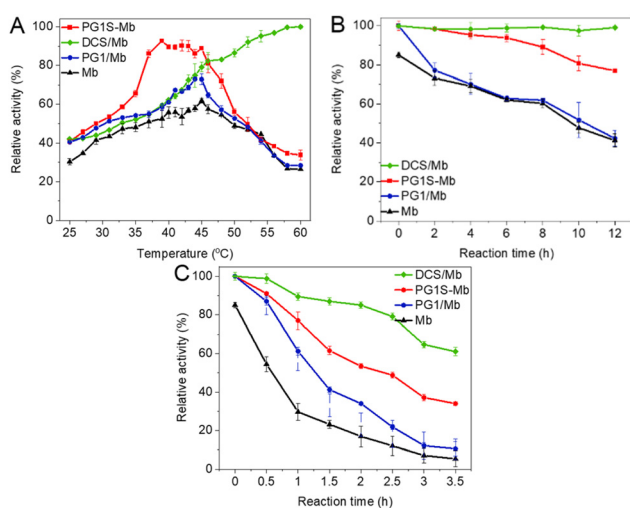 A
PG1S-Mb
DCS/Mb
PG1/Mb
Mb
Relative activity (%)
100
80
60
40
20
0
25 30 35 40 45 50 55 60
Temperature (°C)
B
Relative activity (%)
100
80
60
40
20
0
DCS/Mb
PG1S-Mb
PG1/Mb
Mb
0 2 4 6 8 10 12
Reaction time (h)
C
DCS/Mb
PG1S-Mb
PG1/Mb
Mb
Relative activity (%)
100
80
60
40
20
0
0 0.5 1 1.5 2 2.5 3 3.5
Reaction time (h)